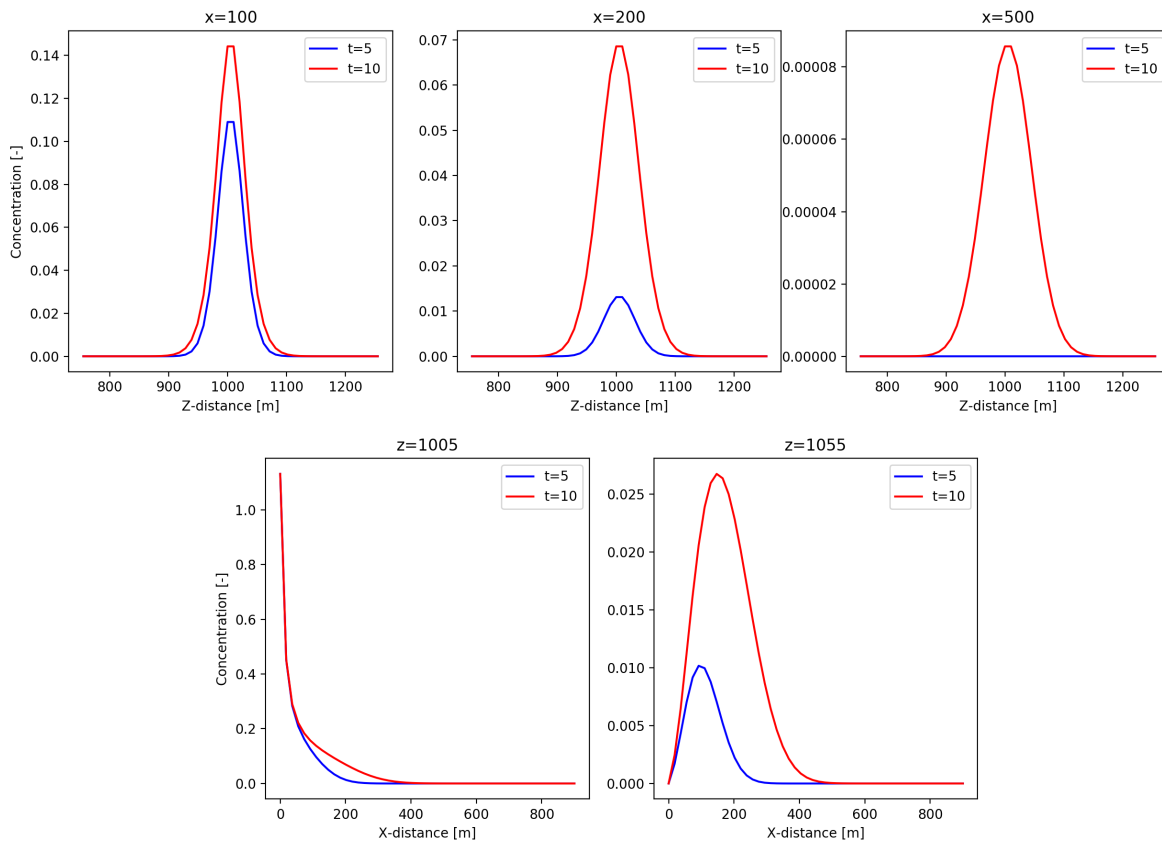 x=100
t=5
t=10
Concentration [-]
0.14
0.12
0.10
0.08
0.06
0.04
0.02
0.00
800 900 1000 1100 1200
Z-distance [m]
x=200
t=5
t=10
0.07
0.06
0.05
0.04
0.03
0.02
0.01
0.00
800 900 1000 1100 1200
Z-distance [m]
x=500
t=5
t=10
0.00008
0.00006
0.00004
0.00002
0.00000
800 900 1000 1100 1200
Z-distance [m]
z=1005
t=5
t=10
Concentration [-]
1.0
0.8
0.6
0.4
0.2
0.0
0 200 400 600 800
X-distance [m]
z=1055
t=5
t=10
0.025
0.020
0.015
0.010
0.005
0.000
0 200 400 600 800
X-distance [m]